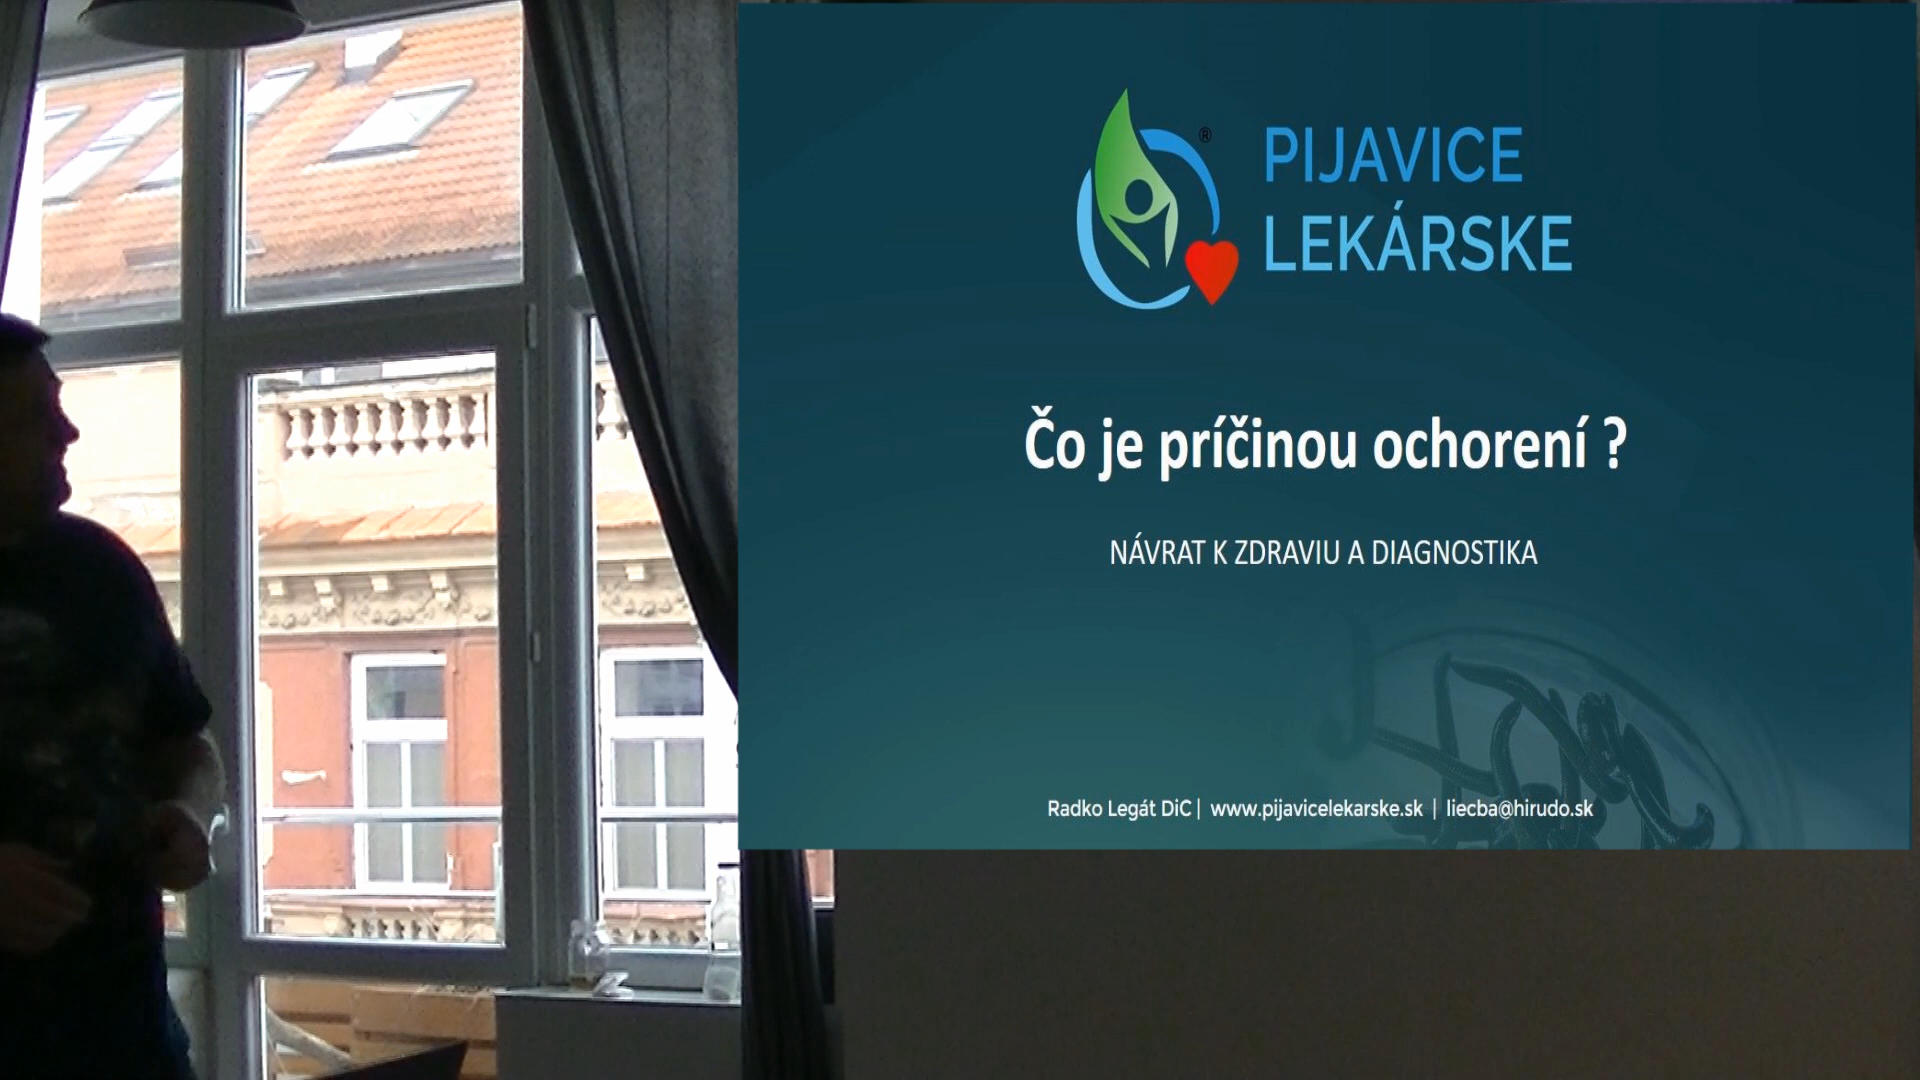 ®
PIJAVICE
LEKÁRSKE
Čo je príčinou ochorení ?
NÁVRAT K ZDRAVIU A DIAGNOSTIKA
Radko Legát DiC | www.pijavicelekarske.sk | liecba@hirudo.sk